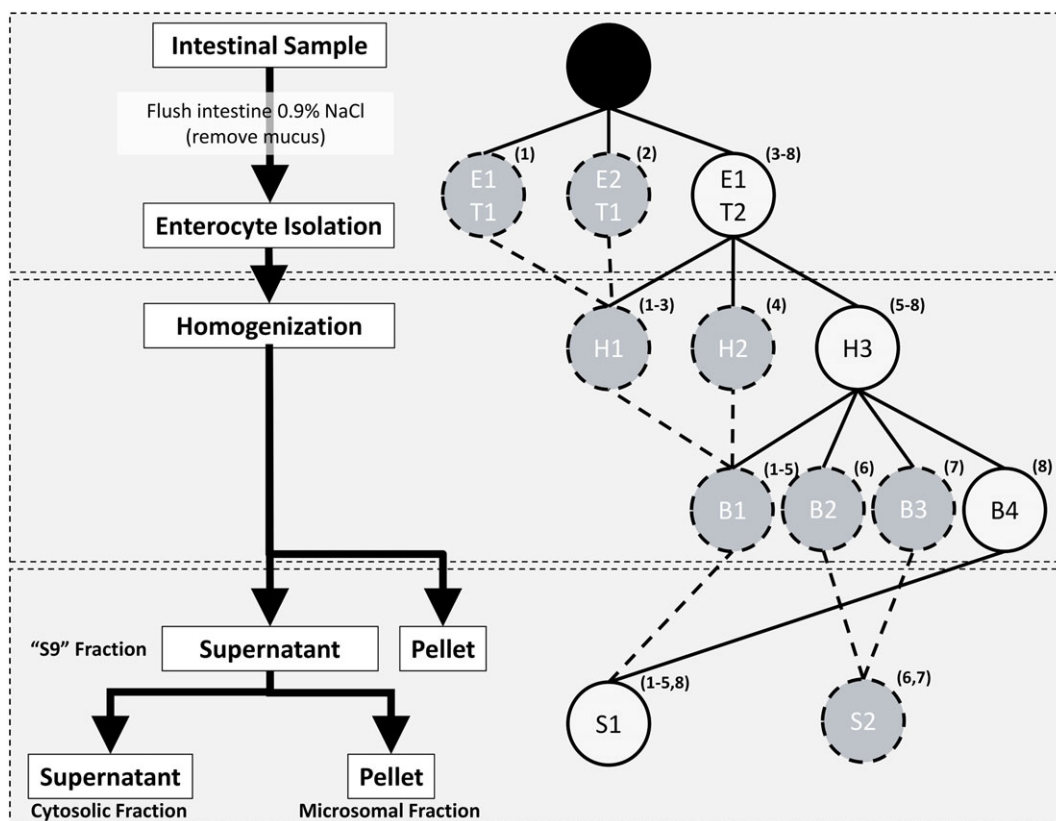 Intestinal Sample
Flush intestine 0.9% NaCl
(remove mucus)
Enterocyte Isolation
Homogenization
"S9" Fraction
Supernatant
Pellet
Supernatant
Cytosolic Fraction
Pellet
Microsomal Fraction
(1)
E1
T1
(2)
E2
T1
(3-8)
E1
T2
(1-3)
H1
(4)
H2
(5-8)
H3
(1-5)
B1
(6)
B2
(7)
B3
(8)
B4
(1-5,8)
S1
(6,7)
S2